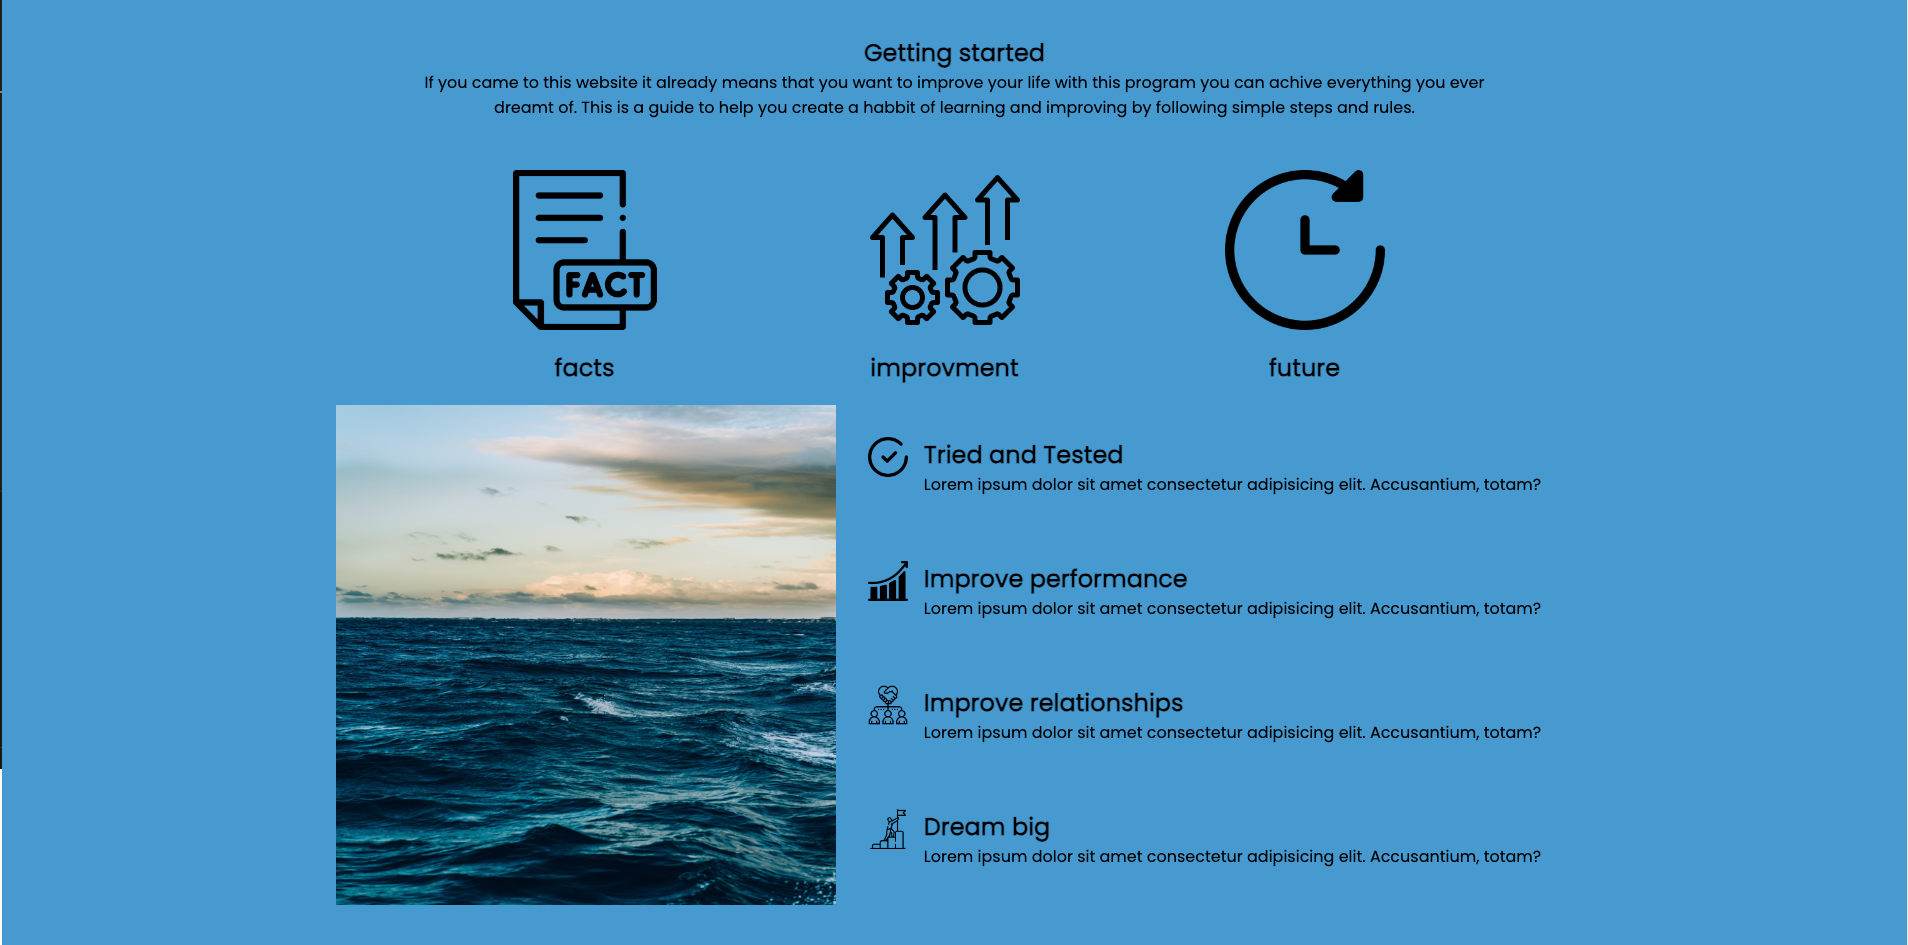 Getting started
If you came to this website it already means that you want to improve your life with this program you can achive everything you ever
dreamt of. This is a guide to help you create a habbit of learning and improving by following simple steps and rules.
FACT
facts
improvment
future
Tried and Tested
Lorem ipsum dolor sit amet consectetur adipisicing elit. Accusantium, totam?
Improve performance
Lorem ipsum dolor sit amet consectetur adipisicing elit. Accusantium, totam?
Improve relationships
Lorem ipsum dolor sit amet consectetur adipisicing elit. Accusantium, totam?
Dream big
Lorem ipsum dolor sit amet consectetur adipisicing elit. Accusantium, totam?